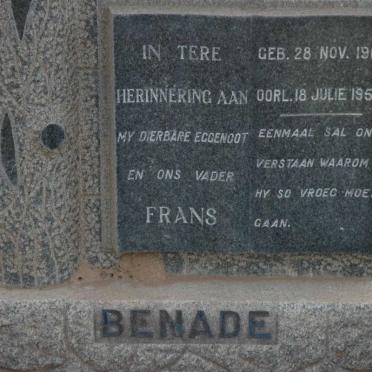 IN TERE
HERINNERING AAN
MY DIERBARE EGGENOOT
EN ONS VADER
FRANS
GEB. 28 NOV. 19
OORL. 18 JULIE 195
EENMAAL SAL ON
VERSTAAN WAAROM
HY SO VROEG MOE
GAAN.
BENADE